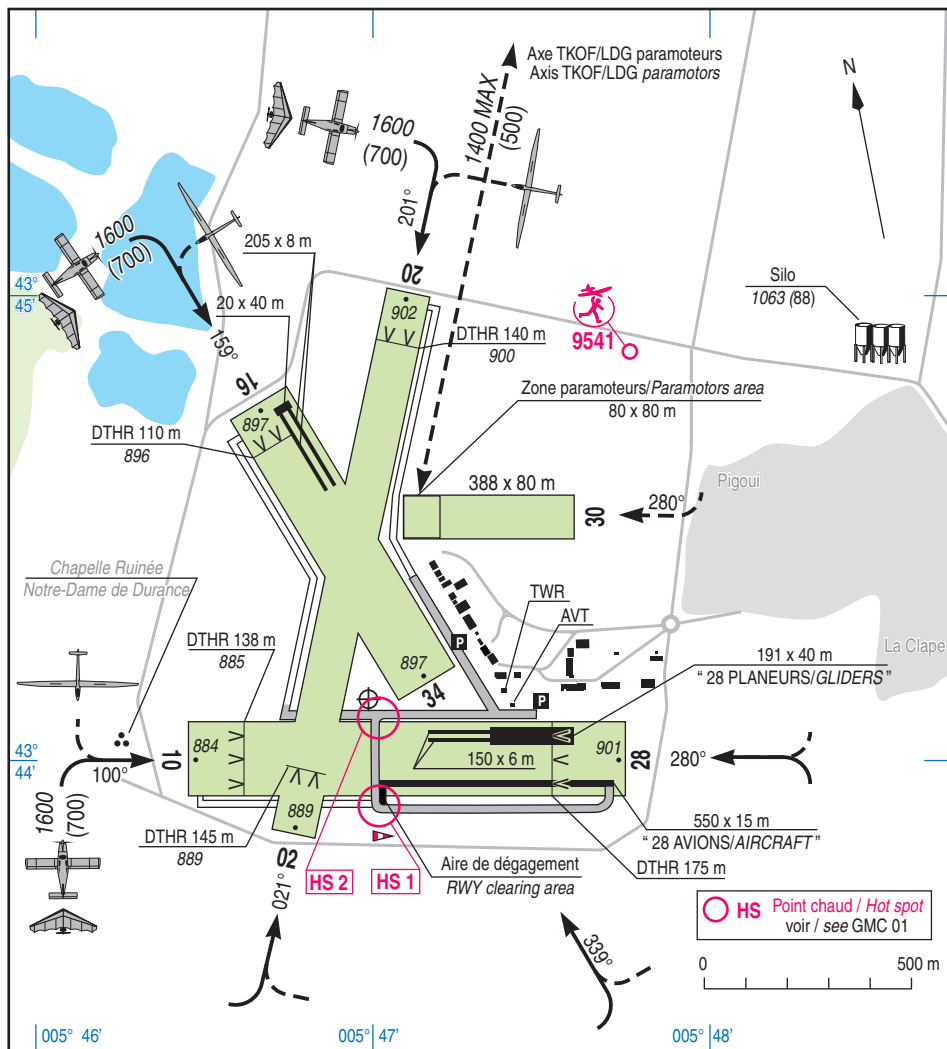 Axe TKOF/LDG paramoteurs
Axis TKOF/LDG paramotors
N
1600
(700)
1400 MAX
(500)
201°
1600
(700)
205 x 8 m
20
43°
45'
20 x 40 m
902
Silo
1063 (88)
9541
159°
DTHR 140 m
900
16
897
Zone paramoteurs/Paramotors area
80 x 80 m
DTHR 110 m
896
388 x 80 m
Pigoui
30
280°
Chapelle Ruinée
Notre-Dame de Durance
TWR
AVT
P
DTHR 138 m
885
897
34
La Clape
191 x 40 m
" 28 PLANEURS/GLIDERS "
P
43°
44'
10
884
100°
150 x 6 m
901
28
280°
1600
(700)
889
DTHR 145 m
889
550 x 15 m
" 28 AVIONS/AIRCRAFT "
02
HS 2
HS 1
Aire de dégagement
RWY clearing area
DTHR 175 m
021°
339°
HS Point chaud / Hot spot
voir / see GMC 01
0 500 m
005° 46'
005° 47'
005° 48'